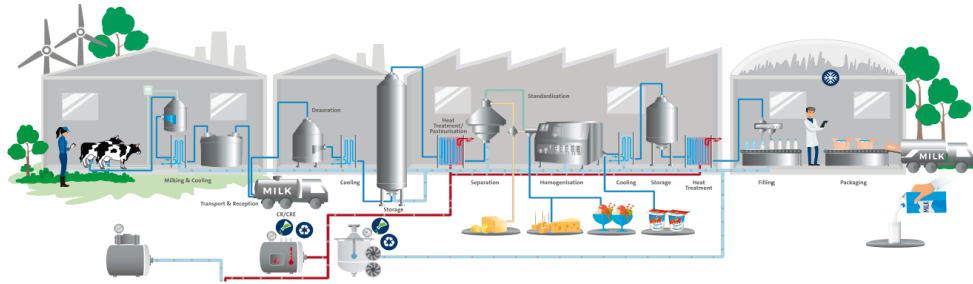 Deaeration
Standardisation
Heat
Treatment/
Pasteurisation
Milking & Cooling
Cooling
Separation
Homogenisation
Cooling
Storage
Heat
Treatment
Filling
Packaging
MILK
MILK
Transport & Reception
Storage
CR/CRE
MILK